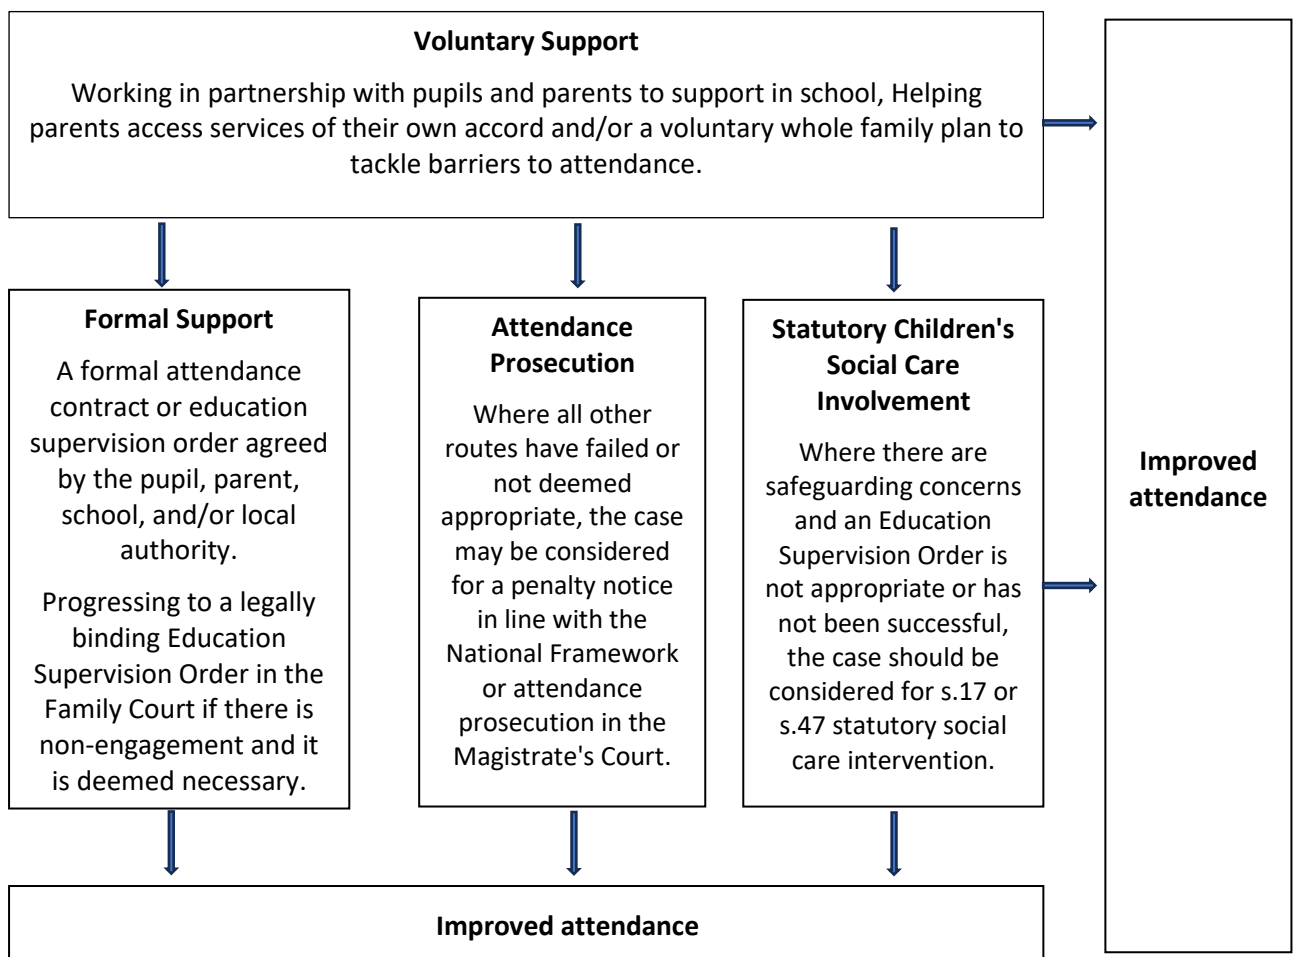 Voluntary Support
Working in partnership with pupils and parents to support in school, Helping
parents access services of their own accord and/or a voluntary whole family plan to
tackle barriers to attendance.
Formal Support
A formal attendance
contract or education
supervision order agreed
by the pupil, parent,
school, and/or local
authority.
Progressing to a legally
binding Education
Supervision Order in the
Family Court if there is
non-engagement and it
is deemed necessary.
Attendance
Prosecution
Where all other
routes have failed or
not deemed
appropriate, the case
may be considered
for a penalty notice
in line with the
National Framework
or attendance
prosecution in the
Magistrate's Court.
Statutory Children's
Social Care
Involvement
Where there are
safeguarding concerns
and an Education
Supervision Order is
not appropriate or has
not been successful,
the case should be
considered for s.17 or
s.47 statutory social
care intervention.
Improved
attendance
Improved attendance